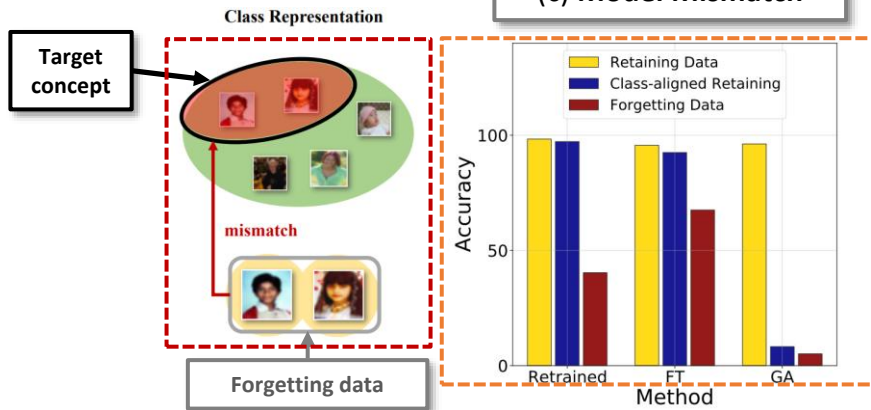 (c) Model mismatch
Class Representation
Target
concept
mismatch
Forgetting data
Retaining Data
Class-aligned Retaining
Forgetting Data
100
50
0
Accuracy
Retrained
FT
GA
Method